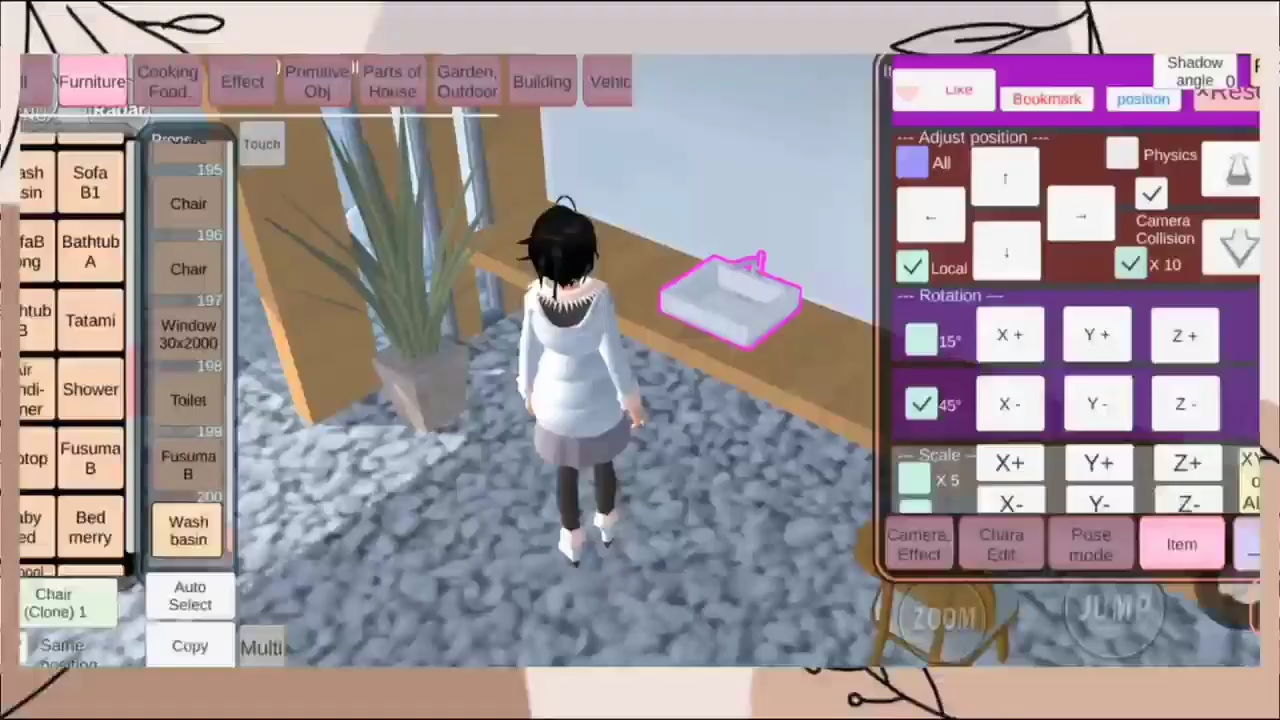 Furniture
Cooking
Food
Effect
Primitive
Obj
Parts of
House
Garden,
Outdoor
Building
Radar
Touch
Sofa
B1
Bathtub
A
Tatami
Shower
Fusuma
B
Bed
merry
195
Chair
196
Chair
197
Window
30x2000
198
Toilet
199
Fusuma
B
200
Wash
basin
Chair
(Clone) 1
Auto
Select
Copy
Multi
Same
Shadow
angle 0
Like
Bookmark
position
--- Adjust position ---
All
↑
←
→
↓
Local
Physics
Camera
Collision
X 10
--- Rotation ---
15°
X +
Y +
Z +
45°
X -
Y -
Z -
--- Scale
X 5
X+
Y+
Z+
X-
Y-
Z-
Camera,
Effect
Chara
Edit
Pose
mode
Item
ZOOM
JUMP